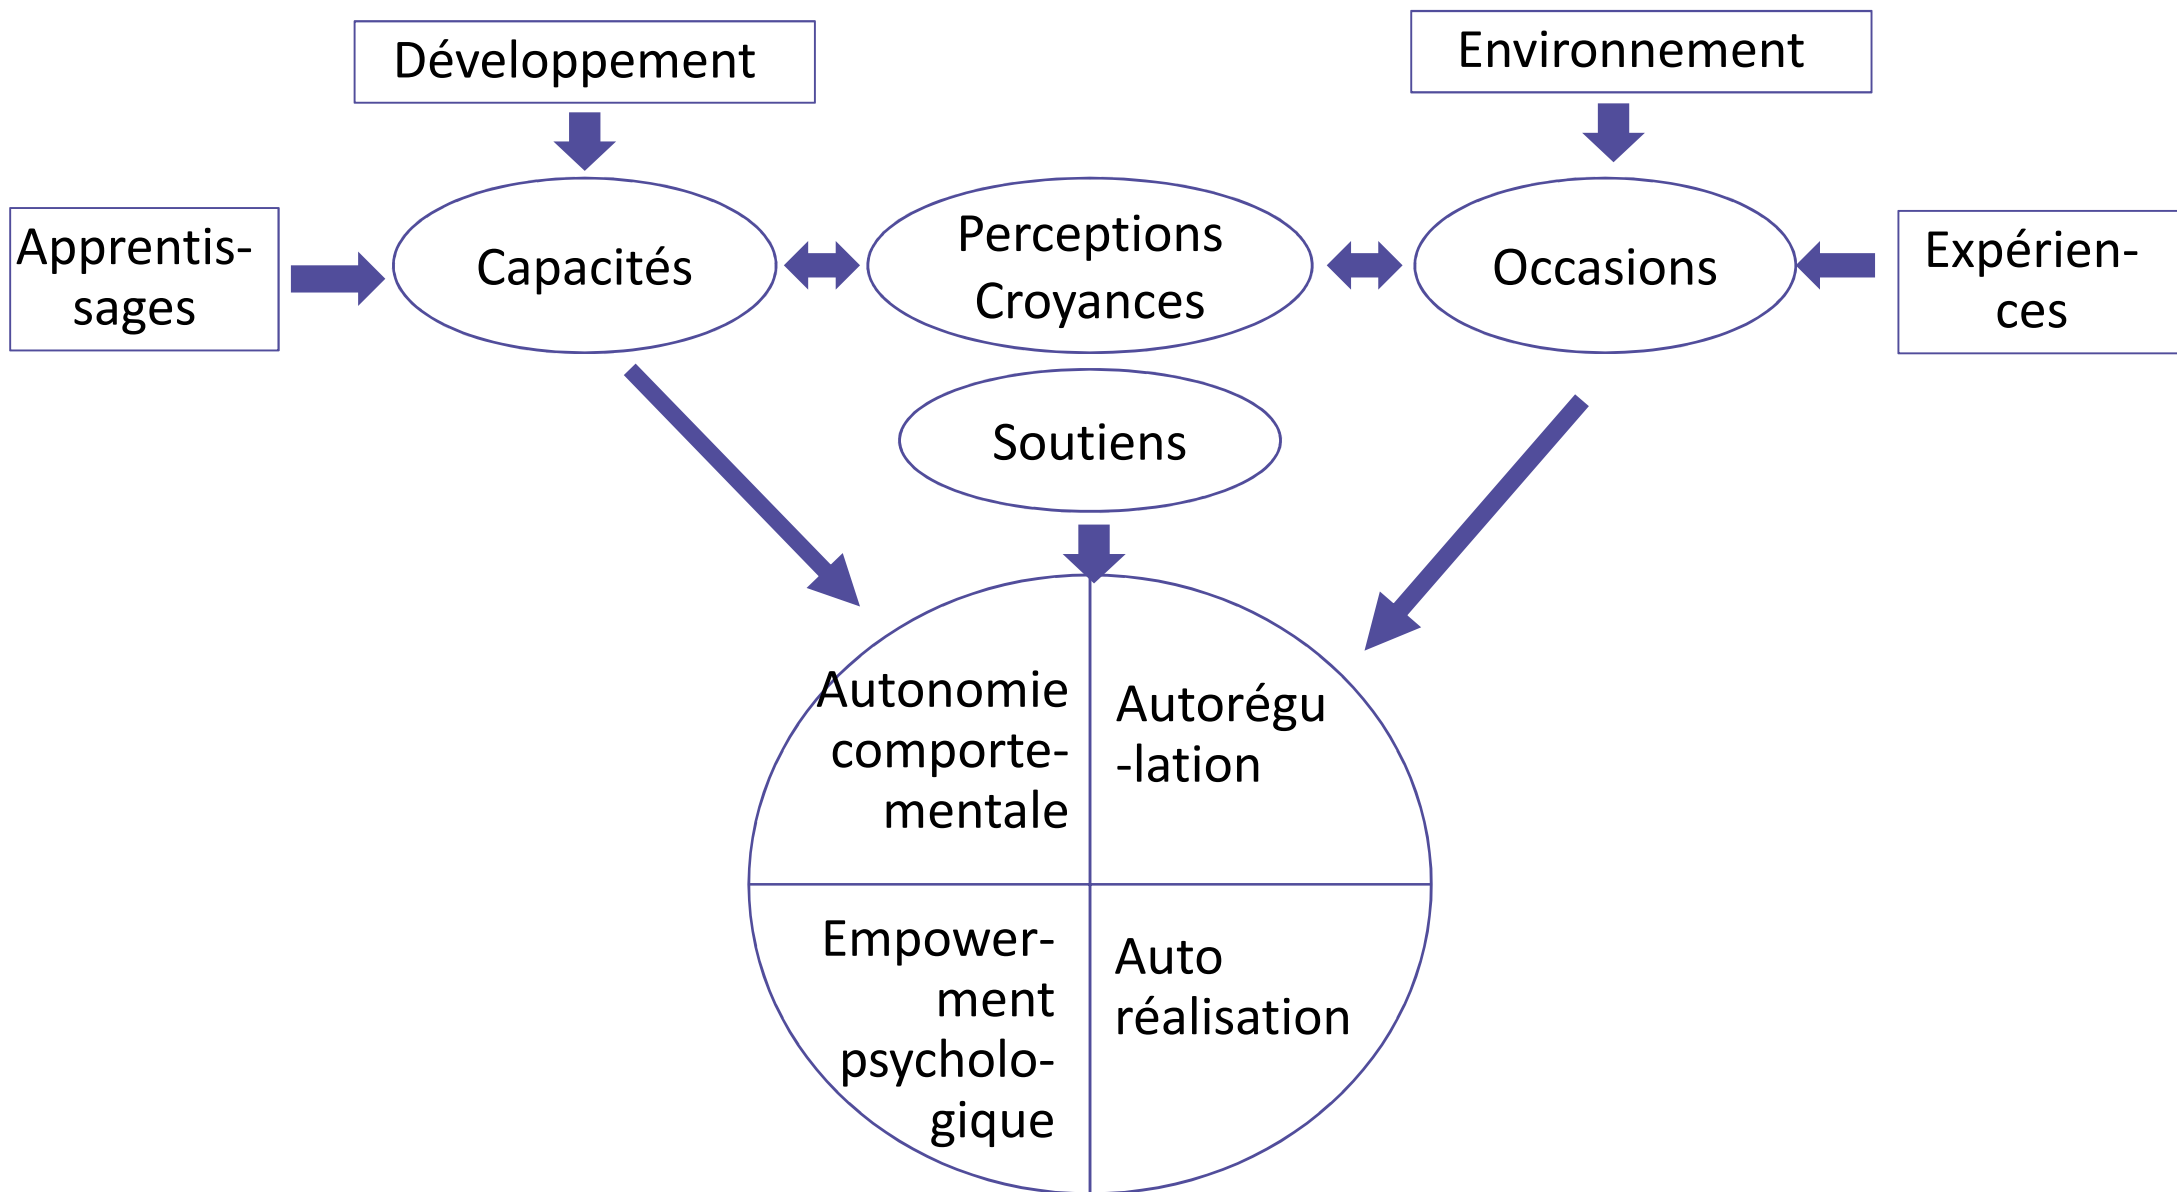 Développement
Environnement
Apprentis-
sages
Capacités
Perceptions
Croyances
Occasions
Expérien-
ces
Soutiens
Autonomie
comporte-
mentale
Autorégu
-lation
Empower-
ment
psycholo-
gique
Auto
réalisation